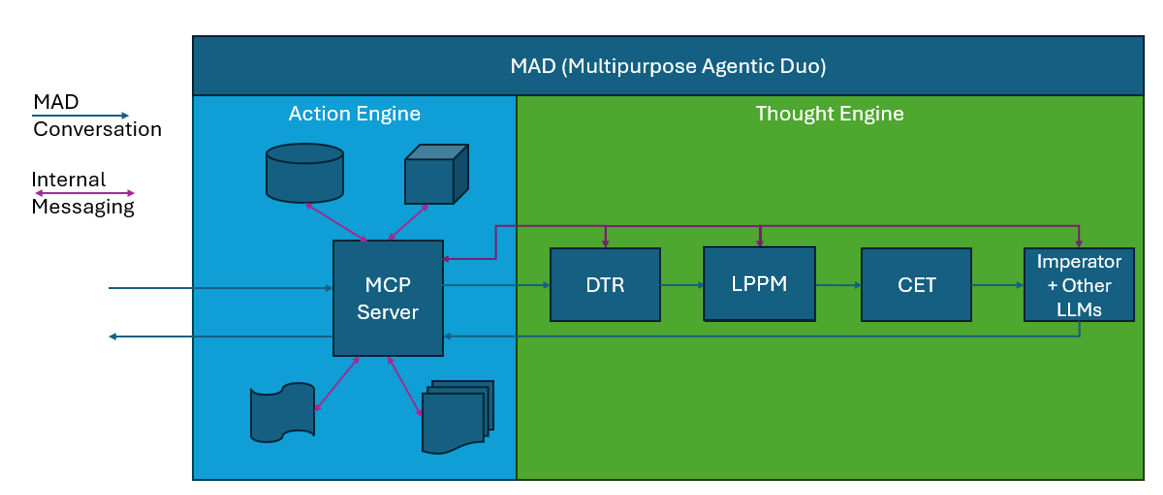 MAD (Multipurpose Agentic Duo)
MAD
Conversation
Internal
Messaging
Action Engine
Thought Engine
MCP
Server
DTR
LPPM
CET
Imperator
+ Other
LLMs